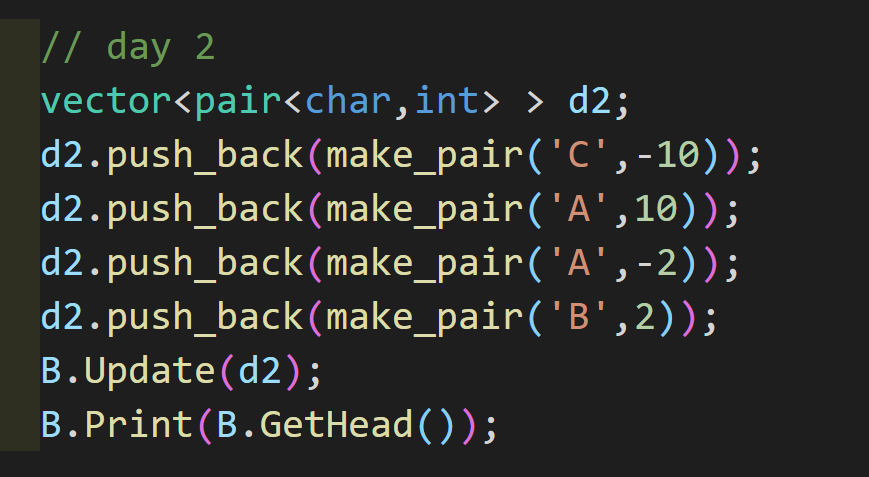 // day 2
vector<pair<char,int> > d2;
d2.push_back(make_pair('C',-10));
d2.push_back(make_pair('A',10));
d2.push_back(make_pair('A',-2));
d2.push_back(make_pair('B',2));
B.Update(d2);
B.Print(B.GetHead());